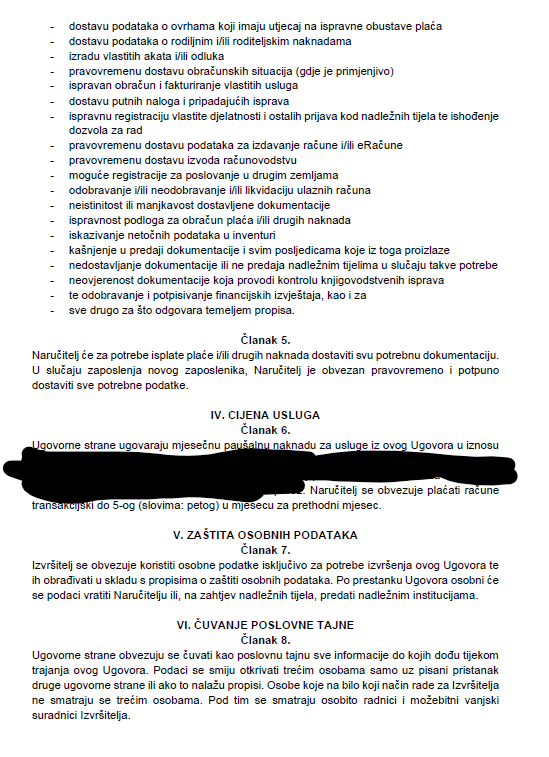 - dostavu podataka o ovrhama koji imaju utjecaj na ispravne obustave plaća
- dostavu podataka o rodiljnim i/ili roditeljskim naknadama
- izradu vlastitih akata i/ili odluka
- pravovremenu dostavu obračunskih situacija (gdje je primjenjivo)
- ispravan obračun i fakturiranje vlastitih usluga
- dostavu putnih naloga i pripadajućih isprava
- ispravnu registraciju vlastite djelatnosti i ostalih prijava kod nadležnih tijela te ishođenje
dozvola za rad
- pravovremenu dostavu podataka za izdavanje računa i/ili eRačune
- pravovremenu dostavu izvoda računovodstvu
- moguće registracije za poslovanje u drugim zemljama
- odobravanje i/ili neodobravanje i/ili likvidaciju ulaznih računa
- neistinitost ili manjkavost dostavljene dokumentacije
- ispravnost podloga za obračun plaća i/ili drugih naknada
- iskazivanje netočnih podataka u inventuri
- kašnjenje u predaji dokumentacije i svim posljedicama koje iz toga proizlaze
- nedostavljanje dokumentacije ili ne predaja nadležnim tijelima u slučaju takve potrebe
- neovjerenost dokumentacije koja provodi kontrolu knjigovodstvenih isprava
- te odobravanje i potpisivanje financijskih izvještaja, kao i za
- sve drugo za što odgovara temeljem propisa.
Članak 5.
Naručitelj će za potrebe isplate plaće i/ili drugih naknada dostaviti svu potrebnu dokumentaciju.
U slučaju zaposlenja novog zaposlenika, Naručitelj je obvezan pravovremeno i potpuno
dostaviti sve potrebne podatke.
IV. CIJENA USLUGA
Članak 6.
Ugovorne strane ugovaraju mjesečnu paušalnu naknadu za usluge iz ovog Ugovora u iznosu
Naručitelj se obvezuje plaćati račune
transakcijski do 5-og (slovima: petog) u mjesecu za prethodni mjesec.
V. ZAŠTITA OSOBNIH PODATAKA
Članak 7.
Izvršitelj se obvezuje koristiti osobne podatke isključivo za potrebe izvršenja ovog Ugovora te
ih obrađivati u skladu s propisima o zaštiti osobnih podataka. Po prestanku Ugovora osobni će
se podaci vratiti Naručitelju ili, na zahtjev nadležnih tijela, predati nadležnim institucijama.
VI. ČUVANJE POSLOVNE TAJNE
Članak 8.
Ugovorne strane obvezuju se čuvati kao poslovnu tajnu sve informacije do kojih dođu tijekom
trajanja ovog Ugovora. Podaci se smiju otkrivati trećim osobama samo uz pisani pristanak
druge ugovorne strane ili ako to nalažu propisi. Osobe koje na bilo koji način rade za Izvršitelja
ne smatraju se trećim osobama. Pod tim se smatraju osobito radnici i možebitni vanjski
suradnici Izvršitelja.